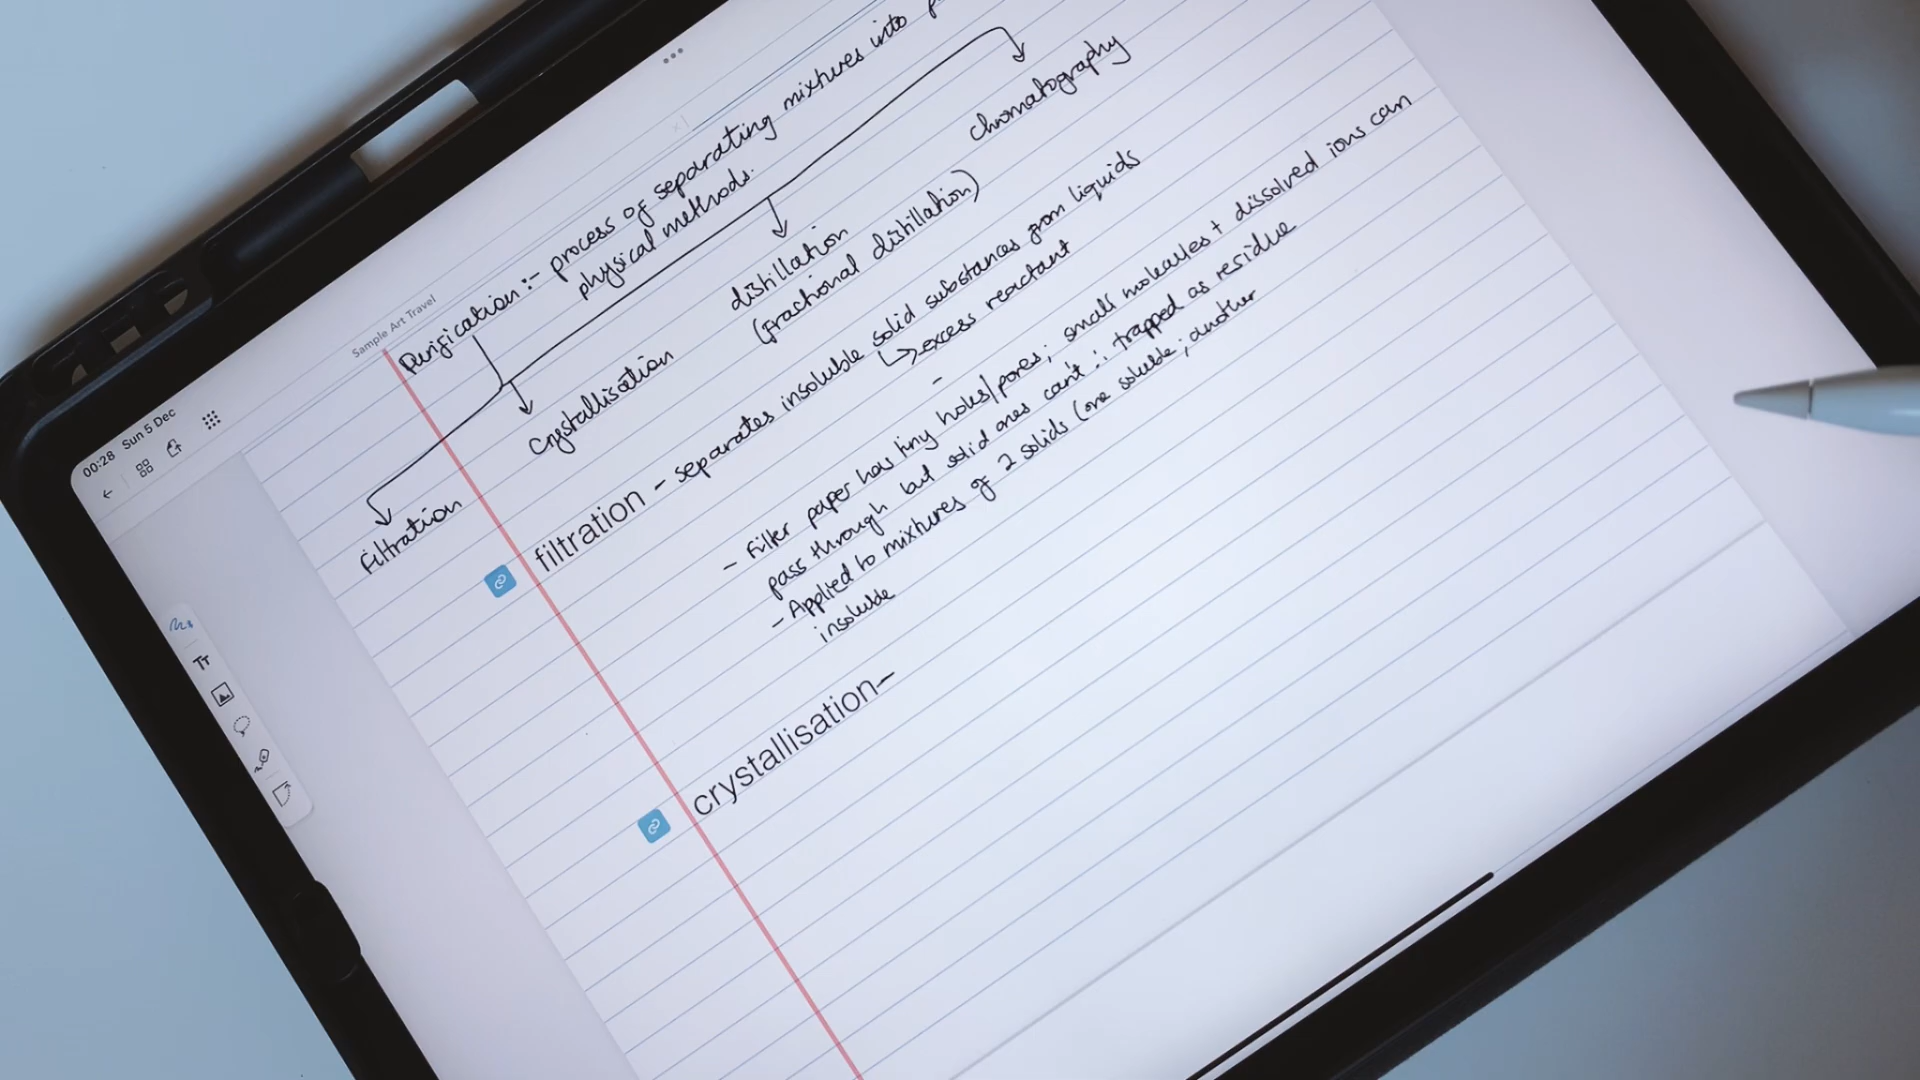 00:28 Sun 5 Dec
Sample Art Travel
Purification :- process of separating mixtures into
physical methods.
Filtration
Crystallisation
distillation
(fractional distillation)
chromatography
filtration - separates insoluble solid substances from liquids
↳ excess reactant
-
- Filter paper has tiny holes/pores; small molecules + dissolved ions can
pass through but solid ones can't ∴ trapped as residue
- Applied to mixtures of 2 solids (one soluble; another
insoluble
crystallisation-
Tr